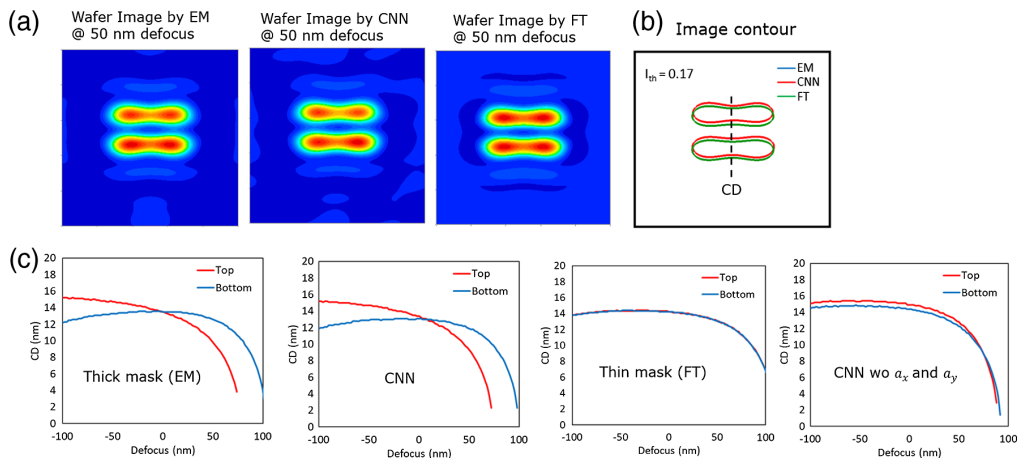 (a)
Wafer Image by EM
@ 50 nm defocus
Wafer Image by CNN
@ 50 nm defocus
Wafer Image by FT
@ 50 nm defocus
(b)
Image contour
Ith = 0.17
EM
CNN
FT
CD
(c)
20
18
16
14
12
10
8
6
4
2
0
CD (nm)
Top
Bottom
Thick mask (EM)
-100
-50
0
50
100
Defocus (nm)
20
18
16
14
12
10
8
6
4
2
0
CD (nm)
Top
Bottom
CNN
-100
-50
0
50
100
Defocus (nm)
20
18
16
14
12
10
8
6
4
2
0
CD (nm)
Top
Bottom
Thin mask (FT)
-100
-50
0
50
100
Defocus (nm)
20
18
16
14
12
10
8
6
4
2
0
CD (nm)
Top
Bottom
CNN wo ax and ay
-100
-50
0
50
100
Defocus (nm)